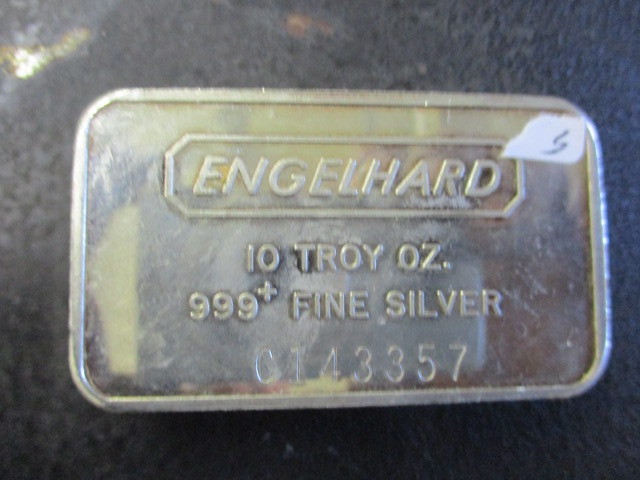 ENGELHARD
10 TROY OZ.
999+ FINE SILVER
C143357